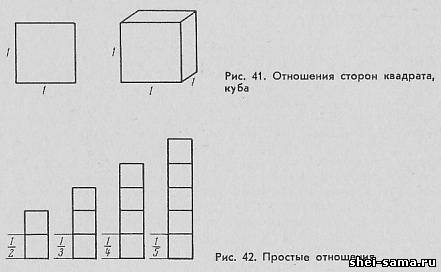 1
1
1
1
1
Рис. 41. Отношения сторон квадрата,
куба
1/2
1/3
1/4
1/5
Рис. 42. Простые отношения
shei-sama.ru